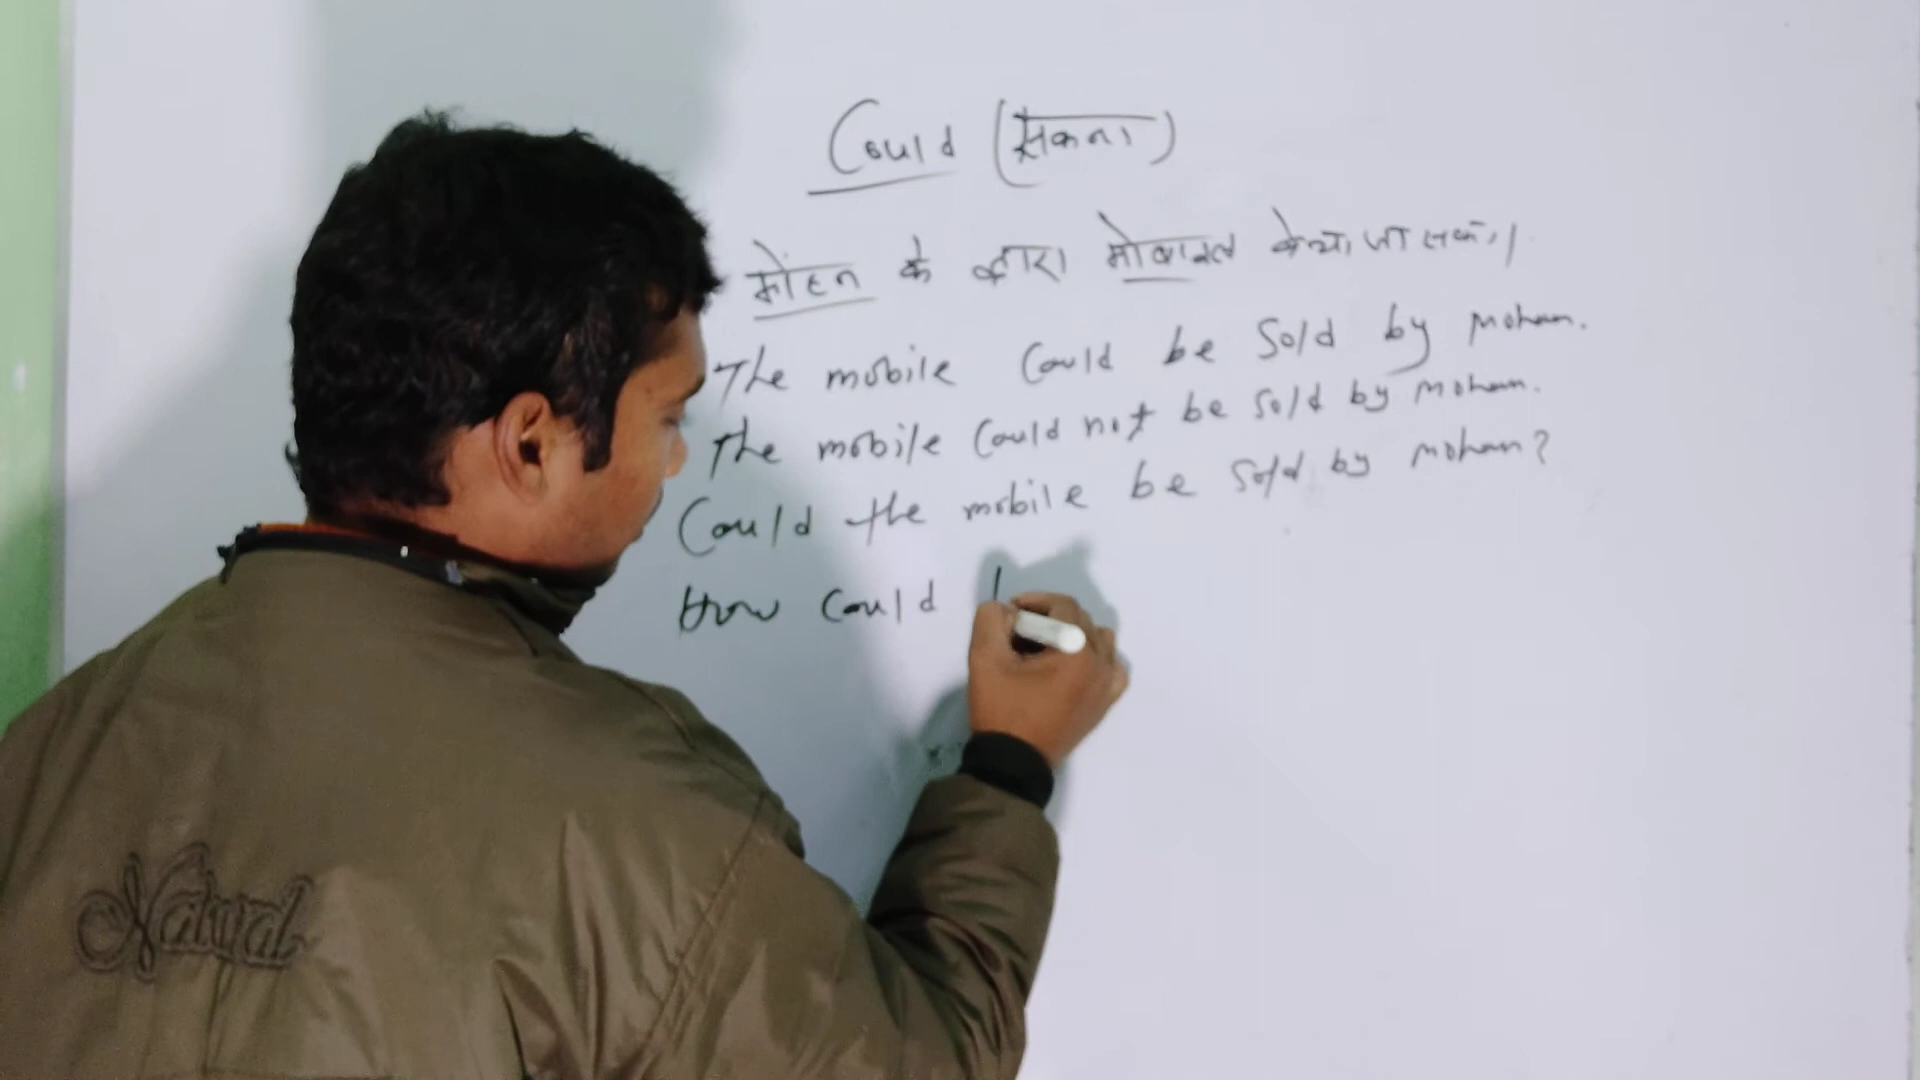 Could (सकना)
मोहन के द्वारा मोबाइल बेचा जा सका।
The mobile Could be Sold by mohan.
The mobile Could not be Sold by mohan.
Could the mobile be Sold by mohan?
How Could
Natural